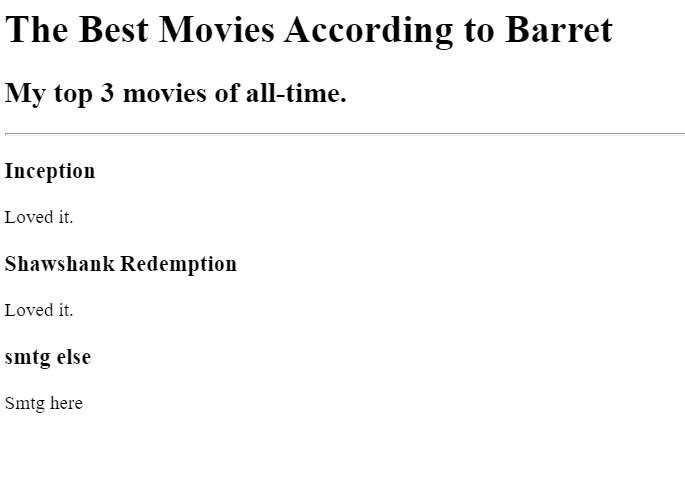 The Best Movies According to Barret
My top 3 movies of all-time.
Inception
Loved it.
Shawshank Redemption
Loved it.
smtg else
Smtg here